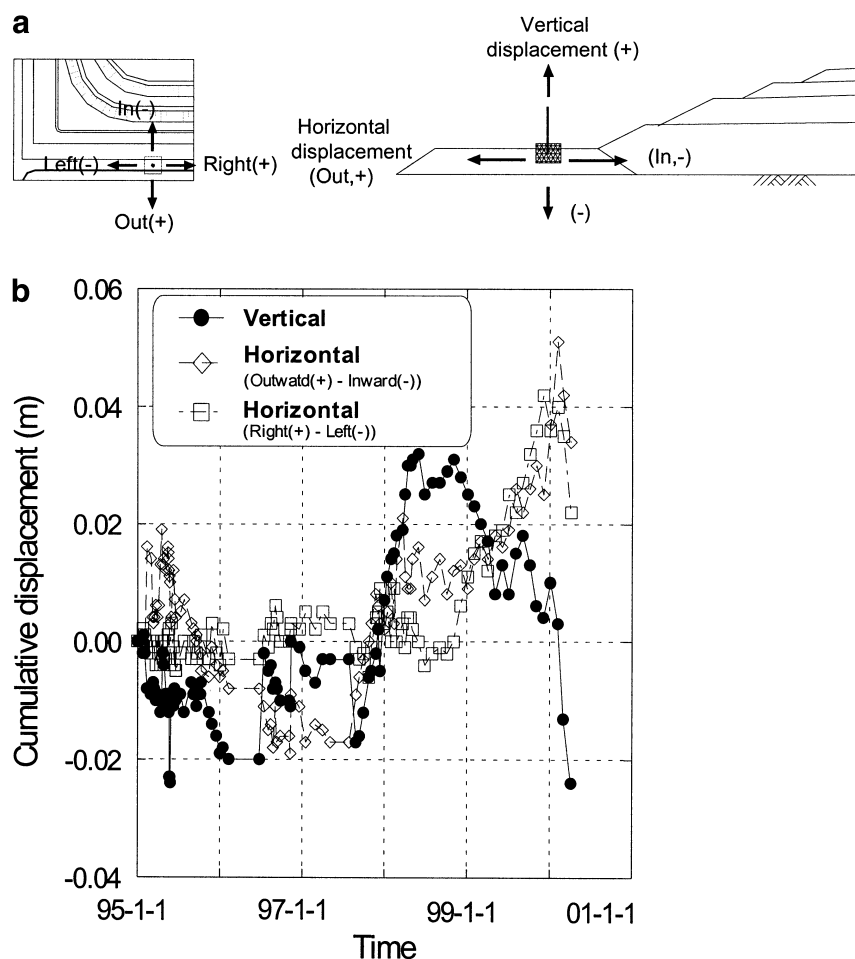 a
Vertical
displacement (+)
In(-)
Left(-)
Right(+)
Out(+)
Horizontal
displacement
(Out,+)
(In,-)
(-)
b
Cumulative displacement (m)
0.06
0.04
0.02
0.00
-0.02
-0.04
Vertical
Horizontal
(Outwatd(+) - Inward(-))
Horizontal
(Right(+) - Left(-))
95-1-1
97-1-1
99-1-1
01-1-1
Time